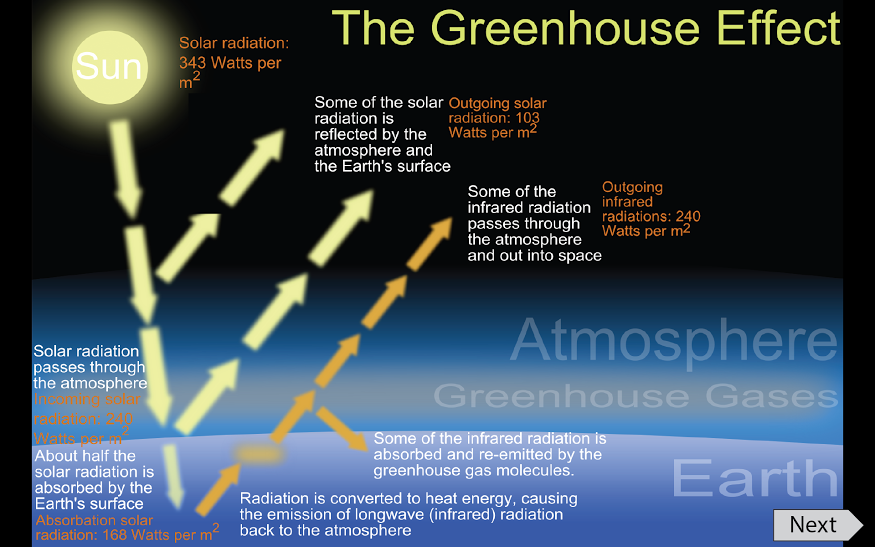 The Greenhouse Effect
Sun
Solar radiation:
343 Watts per
m2
Some of the solar
radiation is
reflected by the
atmosphere and
the Earth's surface
Outgoing solar
radiation: 103
Watts per m2
Some of the
infrared radiation
passes through
the atmosphere
and out into space
Outgoing
infrared
radiations: 240
Watts per m2
Atmosphere
Greenhouse Gases
Earth
Solar radiation
passes through
the atmosphere
Incoming solar
radiation: 240
Watts per m2
About half the
solar radiation is
absorbed by the
Earth's surface
Absorbation solar
radiation: 168 Watts per m2
Some of the infrared radiation is
absorbed and re-emitted by the
greenhouse gas molecules.
Radiation is converted to heat energy, causing
the emission of longwave (infrared) radiation
back to the atmosphere
Next